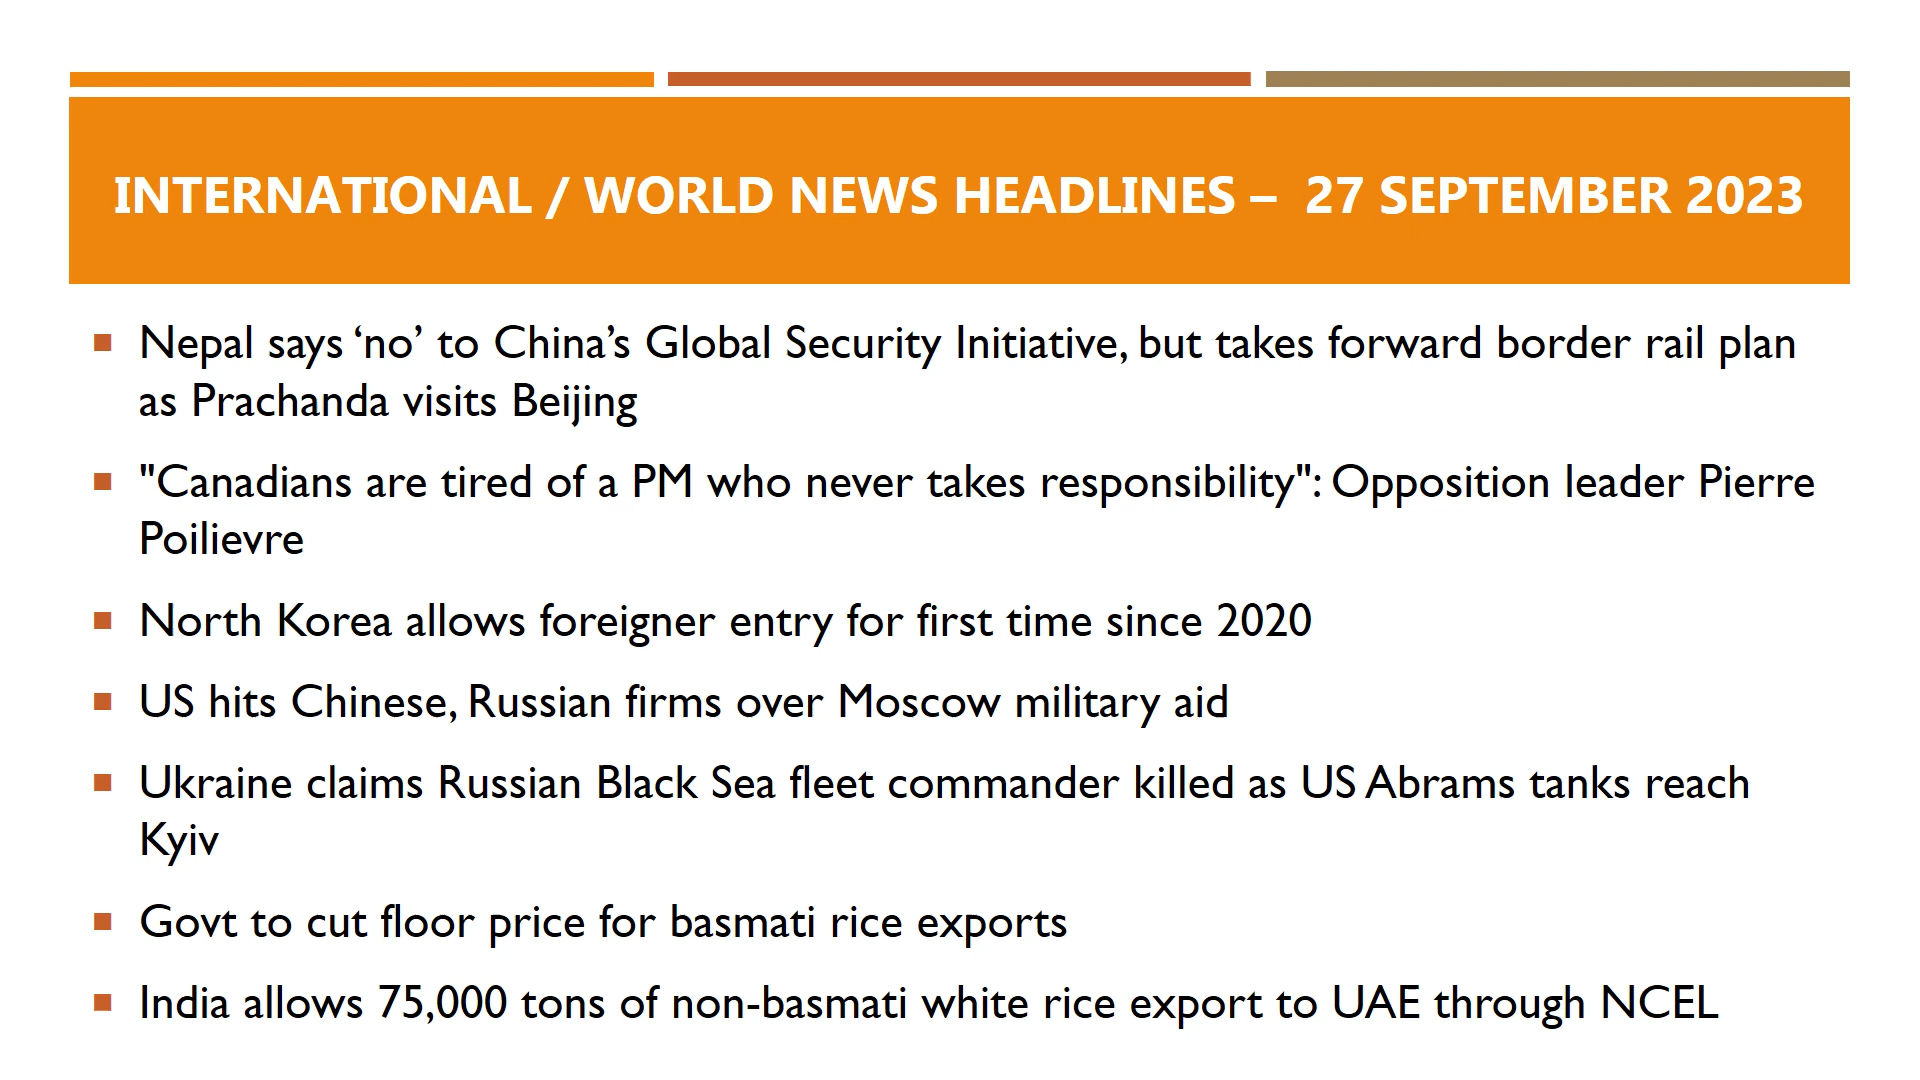 INTERNATIONAL / WORLD NEWS HEADLINES – 27 SEPTEMBER 2023
Nepal says ‘no’ to China’s Global Security Initiative, but takes forward border rail plan
as Prachanda visits Beijing
"Canadians are tired of a PM who never takes responsibility": Opposition leader Pierre
Poilievre
North Korea allows foreigner entry for first time since 2020
US hits Chinese, Russian firms over Moscow military aid
Ukraine claims Russian Black Sea fleet commander killed as US Abrams tanks reach
Kyiv
Govt to cut floor price for basmati rice exports
India allows 75,000 tons of non-basmati white rice export to UAE through NCEL